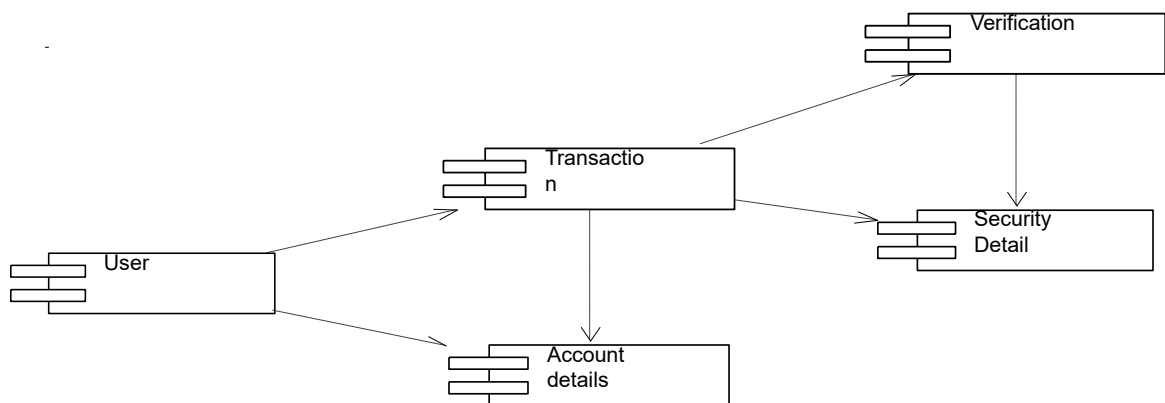 Verification
Transactio
n
Security
Detail
User
Account
details